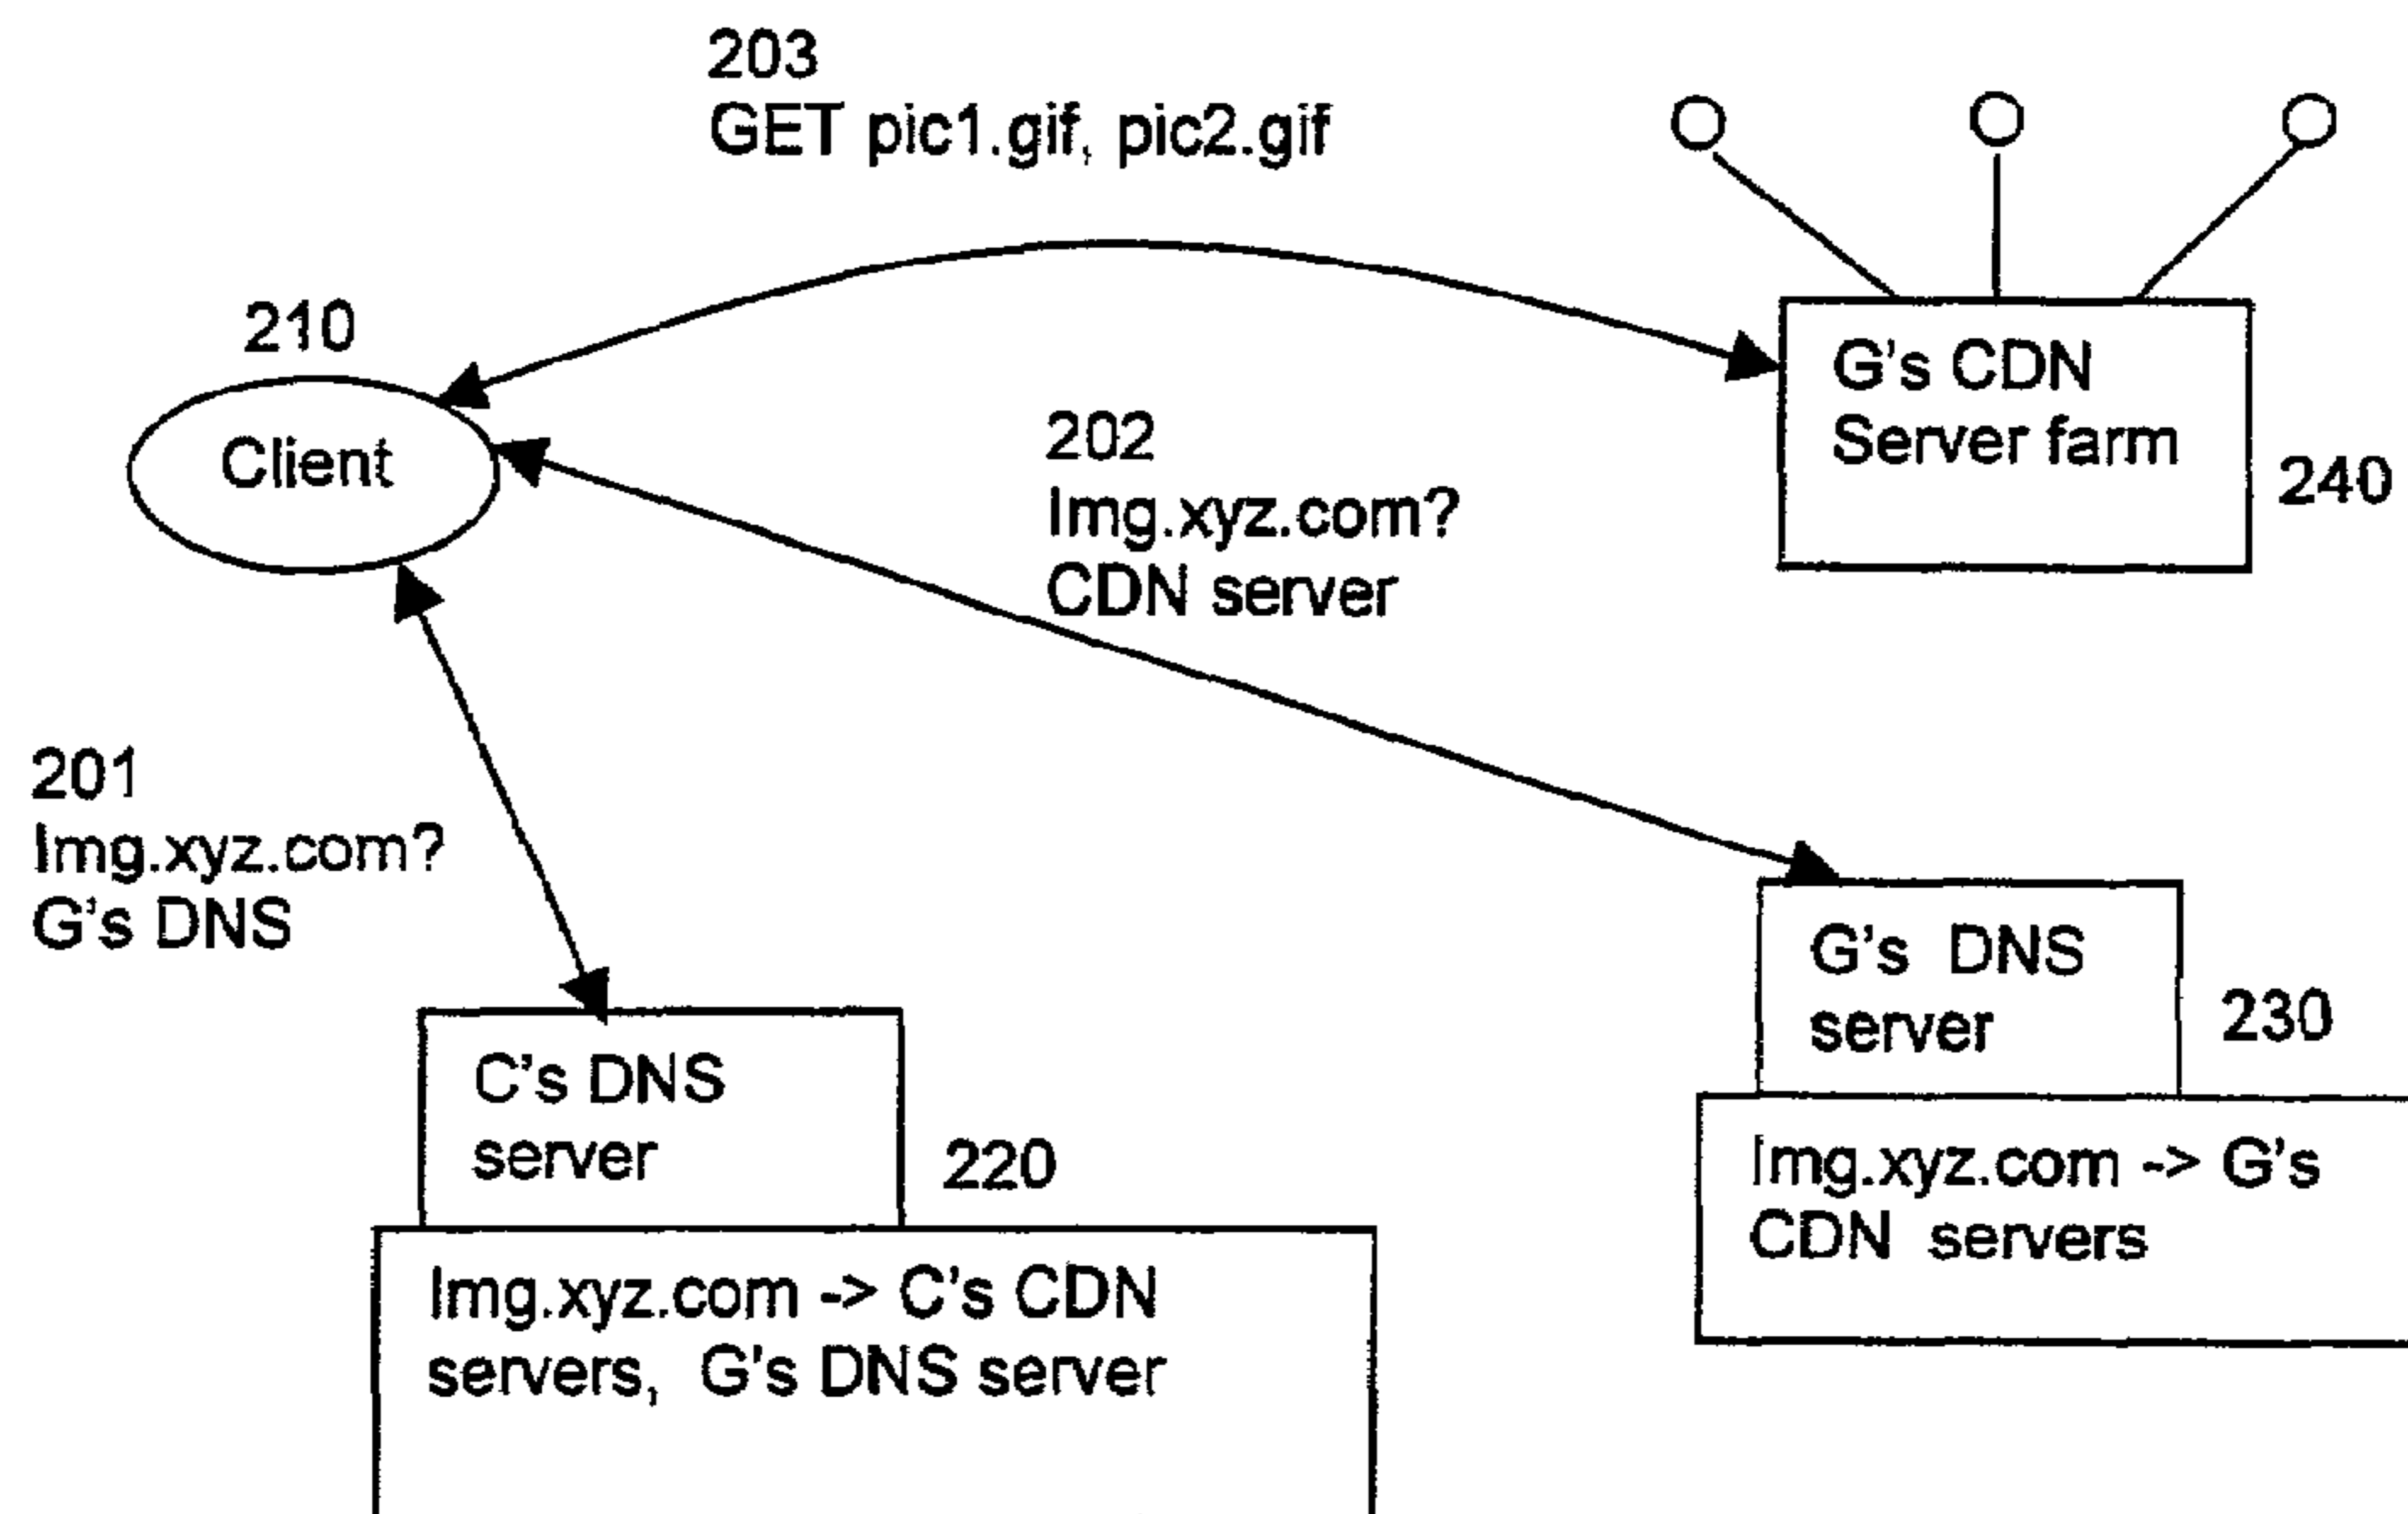 203
GET pic1.gif, pic2.gif
210
Client
G's CDN
Server farm
240
202
Img.xyz.com?
CDN server
201
Img.xyz.com?
G's DNS
G's DNS
server
230
Img.xyz.com -> G's
CDN servers
C's DNS
server
220
Img.xyz.com -> C's CDN
servers, G's DNS server